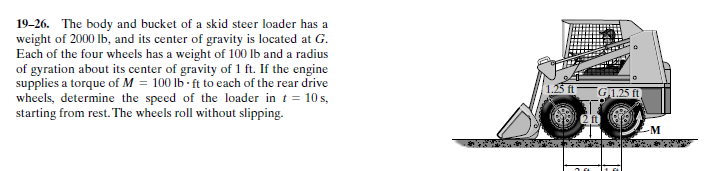 19–26. The body and bucket of a skid steer loader has a
weight of 2000 lb, and its center of gravity is located at G.
Each of the four wheels has a weight of 100 lb and a radius
of gyration about its center of gravity of 1 ft. If the engine
supplies a torque of M = 100 lb · ft to each of the rear drive
wheels, determine the speed of the loader in t = 10 s,
starting from rest. The wheels roll without slipping.
1.25 ft G 1.25 ft
2 ft
M